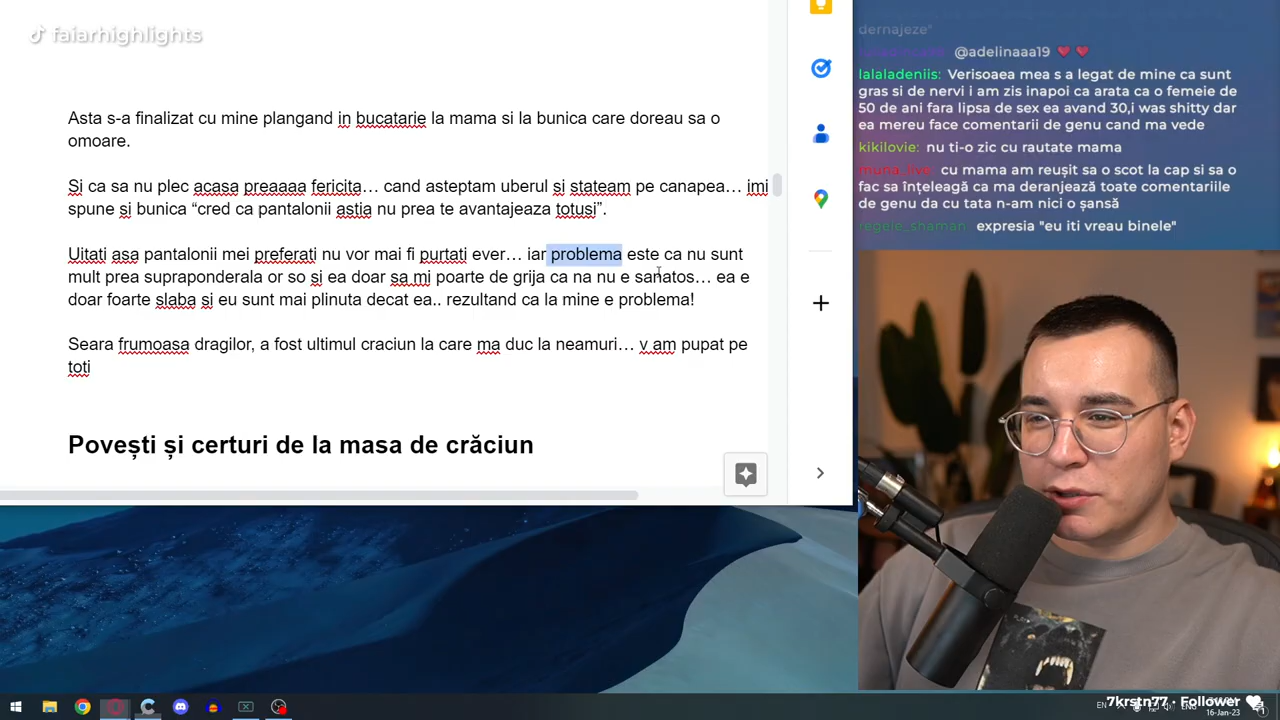 faiarhighlights
Asta s-a finalizat cu mine plangand in bucatarie la mama si la bunica care doreau sa o
omoare.
Si ca sa nu plec acasa preaaaa fericita… cand asteptam uberul si stateam pe canapea… imi
spune si bunica “cred ca pantalonii astia nu prea te avantajeaza totusi”.
Uitati asa pantalonii mei preferati nu vor mai fi purtati ever… iar problema este ca nu sunt
mult prea supraponderala or so si ea doar sa mi poarte de grija ca na nu e sanatos… ea e
doar foarte slaba si eu sunt mai plinuta decat ea.. rezultand ca la mine e problema!
Seara frumoasa dragilor, a fost ultimul craciun la care ma duc la neamuri… v am pupat pe
toti
Povești și certuri de la masa de crăciun
dernajeze"
@adelinaaa19
lalaladeniis: Verisoaea mea s a legat de mine ca sunt
gras si de nervi i am zis inapoi ca arata ca o femeie de
50 de ani fara lipsa de sex ea avand 30,i was shitty dar
ea mereu face comentarii de genu cand ma vede
kikilovie: nu ti-o zic cu rautate mama
cu mama am reușit sa o scot la cap si sa o
fac sa înțeleagă ca ma deranjează toate comentariile
de genu da cu tata n-am nici o șansă
regele_shaman: expresia "eu iti vreau binele"
7krstn77 · Follower
EN
16-Jan-23